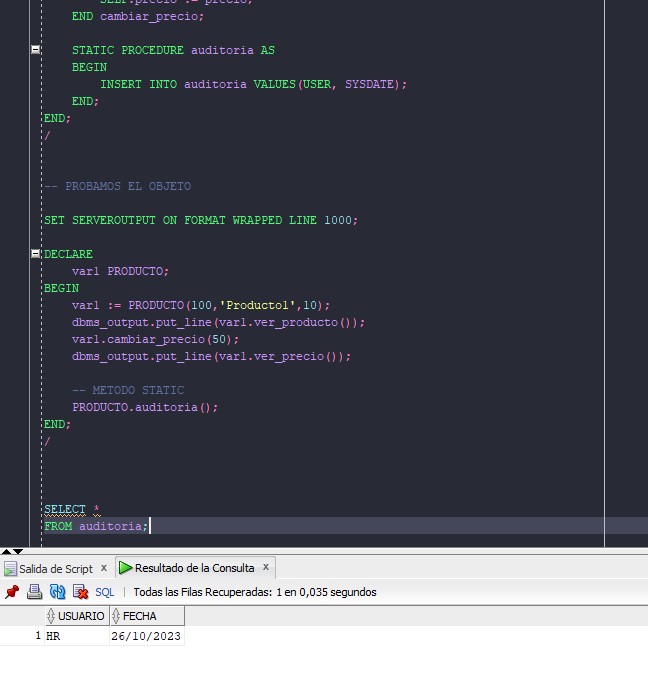 SELF.precio := precio;
END cambiar_precio;
STATIC PROCEDURE auditoria AS
BEGIN
INSERT INTO auditoria VALUES(USER, SYSDATE);
END;
END;
/
-- PROBAMOS EL OBJETO
SET SERVEROUTPUT ON FORMAT WRAPPED LINE 1000;
DECLARE
var1 PRODUCTO;
BEGIN
var1 := PRODUCTO(100,'Producto1',10);
dbms_output.put_line(var1.ver_producto());
var1.cambiar_precio(50);
dbms_output.put_line(var1.ver_precio());
-- METODO STATIC
PRODUCTO.auditoria();
END;
/
SELECT *
FROM auditoria;
Salida de Script x Resultado de la Consulta x
SQL | Todas las Filas Recuperadas: 1 en 0,035 segundos
USUARIO FECHA
1 HR 26/10/2023